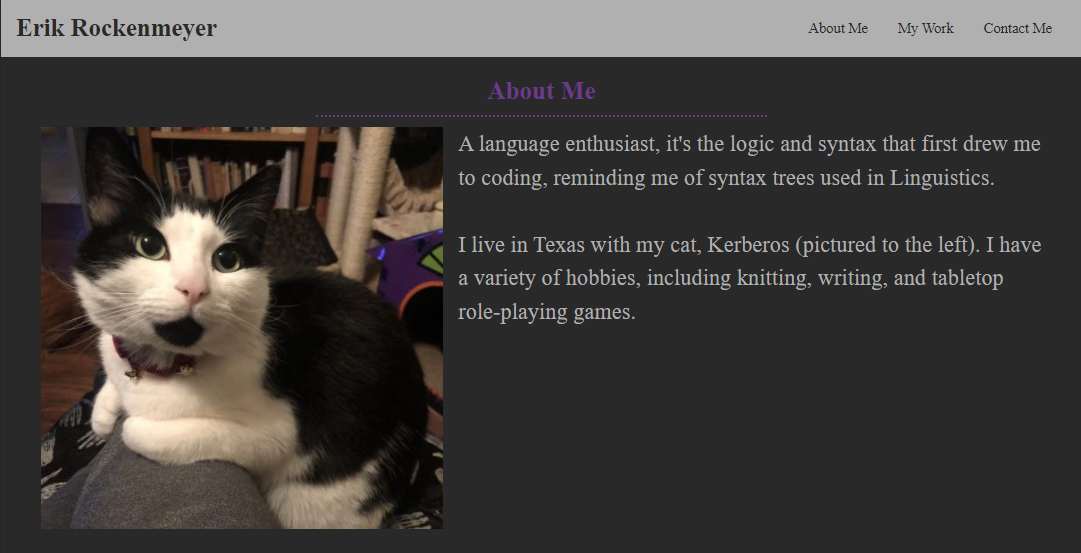 Erik Rockenmeyer
About Me
My Work
Contact Me
About Me
A language enthusiast, it's the logic and syntax that first drew me
to coding, reminding me of syntax trees used in Linguistics.
I live in Texas with my cat, Kerberos (pictured to the left). I have
a variety of hobbies, including knitting, writing, and tabletop
role-playing games.